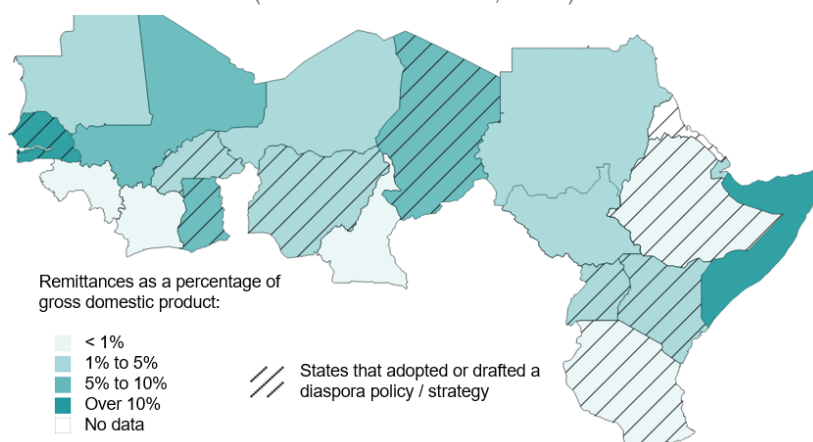 Remittances as a percentage of
gross domestic product:
< 1%
1% to 5%
5% to 10%
Over 10%
No data
States that adopted or drafted a
diaspora policy / strategy